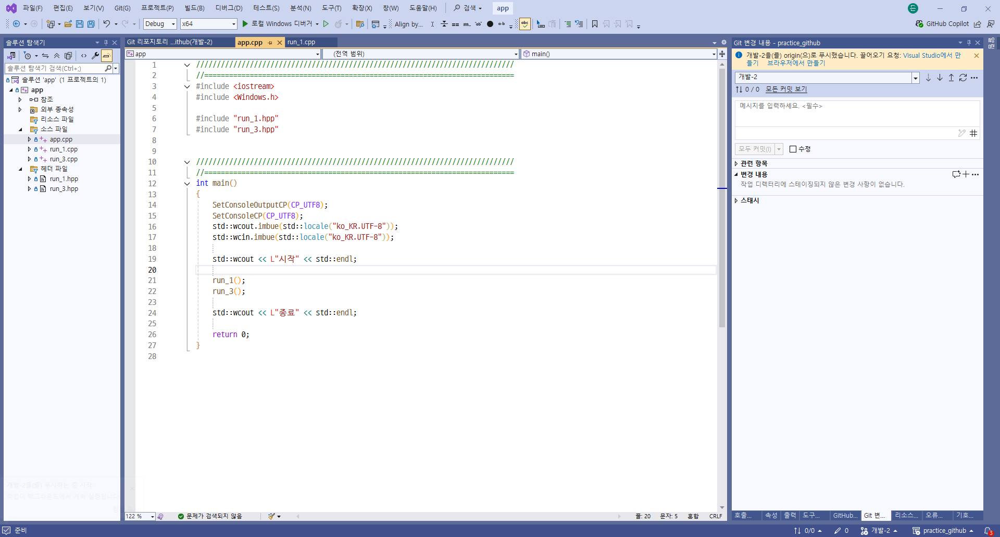 파일(F) 편집(E) 보기(V) Git(G) 프로젝트(P) 빌드(B) 디버그(D) 테스트(S) 분석(N) 도구(T) 확장(X) 창(W) 도움말(H) 검색 app
Debug x64 로컬 Windows 디버거 Align by... GitHub Copilot
솔루션 탐색기
솔루션 탐색기 검색(Ctrl+;)
솔루션 'app' (1 프로젝트의 1)
app
참조
외부 종속성
리소스 파일
소스 파일
app.cpp
run_1.cpp
run_3.cpp
헤더 파일
run_1.hpp
run_3.hpp
Git 리포지토리 ...ithub(개발-2) app.cpp run_1.cpp
app (전역 범위) main()
1 /////////////////////////////////////////////////////////////////////////////
2 //===========================================================================
3 #include <iostream>
4 #include <Windows.h>
5
6 #include "run_1.hpp"
7 #include "run_3.hpp"
8
9
10 /////////////////////////////////////////////////////////////////////////////
11 //===========================================================================
12 int main()
13 {
14 SetConsoleOutputCP(CP_UTF8);
15 SetConsoleCP(CP_UTF8);
16 std::wcout.imbue(std::locale("ko_KR.UTF-8"));
17 std::wcin.imbue(std::locale("ko_KR.UTF-8"));
18
19 std::wcout << L"시작" << std::endl;
20
21 run_1();
22 run_3();
23
24 std::wcout << L"종료" << std::endl;
25
26 return 0;
27 }
28
122 % 문제가 검색되지 않음 줄: 20 문자: 5 혼합 CRLF
Git 변경 내용 - practice_github
개발-2을(를) origin(으)로 푸시했습니다. 끌어오기 요청: Visual Studio에서 만
들기 브라우저에서 만들기
개발-2
0 / 0 모든 커밋 보기
메시지를 입력하세요. <필수>
모두 커밋(I) 수정
관련 항목
변경 내용
작업 디렉터리에 스테이징되지 않은 변경 사항이 없습니다.
스태시
알림
호출... 속성 출력 도구... GitHub... Git 변... 리소스... 오류... 기호...
개발-2을(를) 푸시하는 중 시작
준비 0/0 0 개발-2 practice_github 3